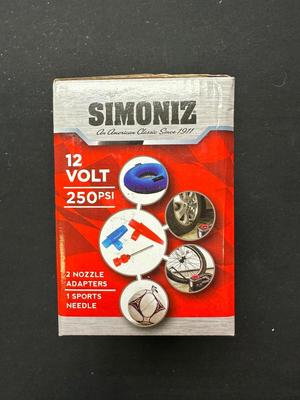 SIMONIZ
An American Classic Since 1911
12
VOLT
250PSI
2 NOZZLE
ADAPTERS
1 SPORTS
NEEDLE